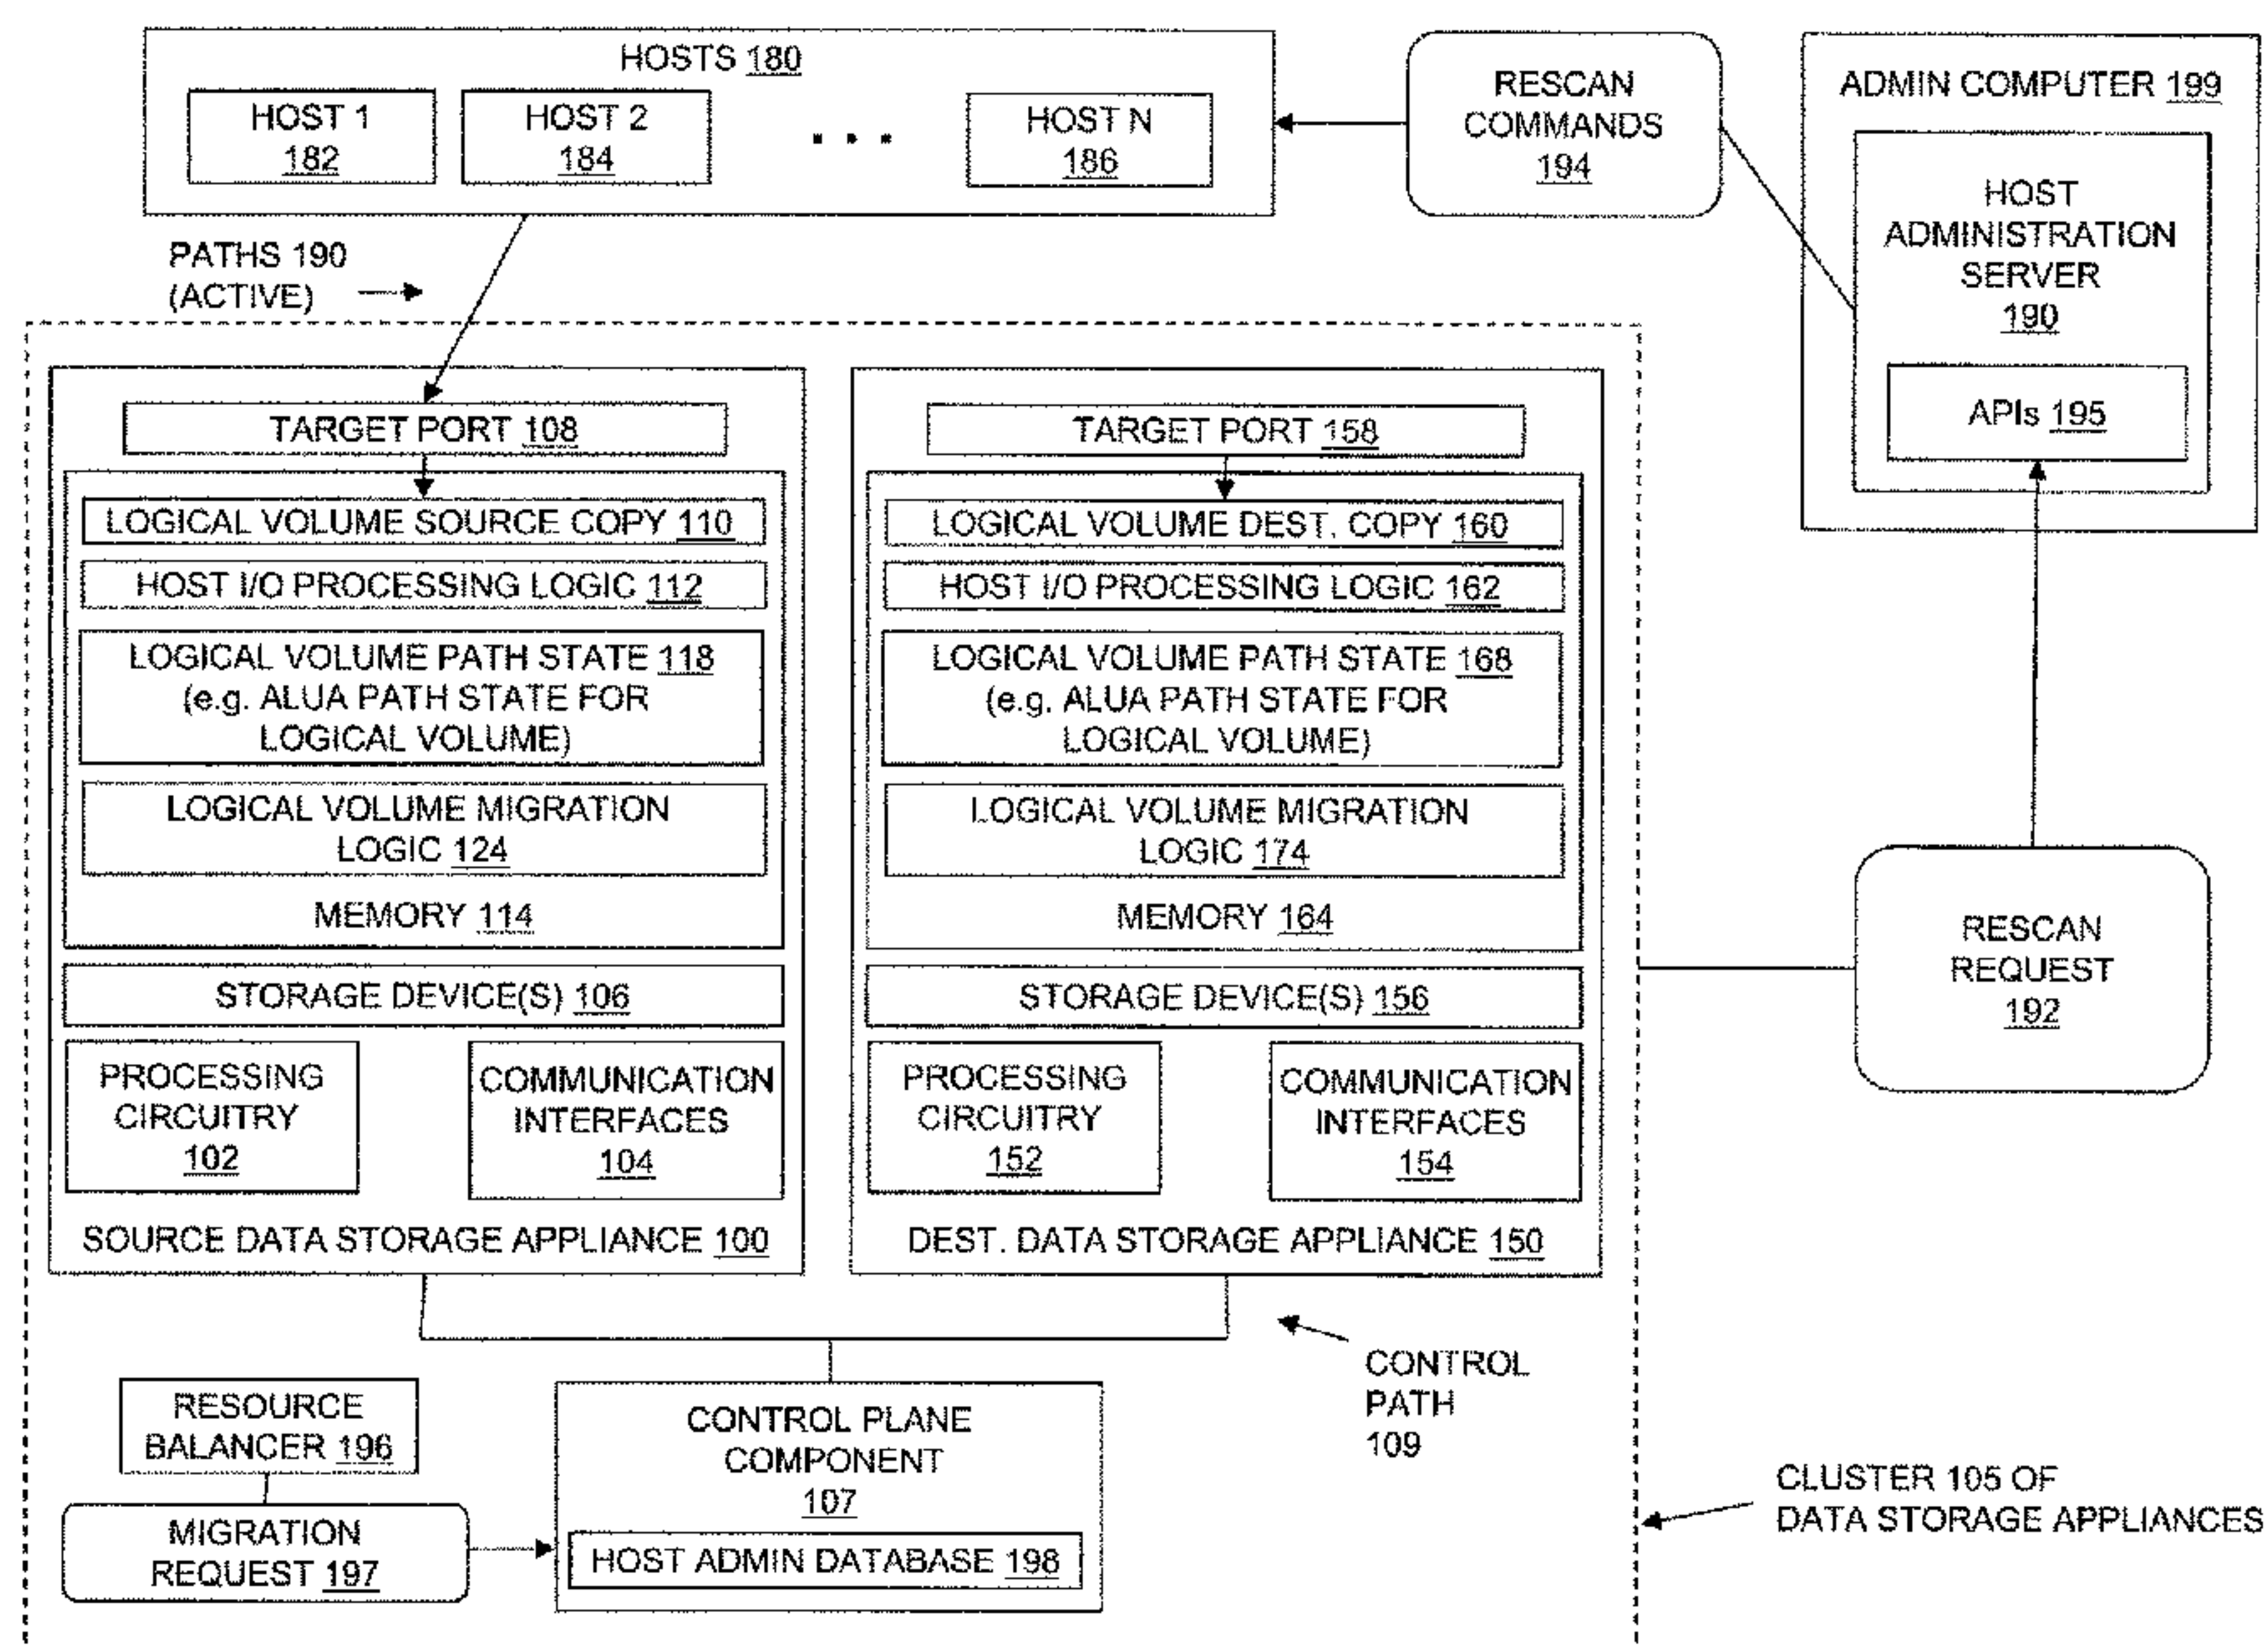 HOSTS 180
HOST 1
182
HOST 2
184
. . .
HOST N
186
RESCAN
COMMANDS
194
ADMIN COMPUTER 199
HOST
ADMINISTRATION
SERVER
190
APIs 195
PATHS 190
(ACTIVE)
TARGET PORT 108
LOGICAL VOLUME SOURCE COPY 110
HOST I/O PROCESSING LOGIC 112
LOGICAL VOLUME PATH STATE 118
(e.g. ALUA PATH STATE FOR
LOGICAL VOLUME)
LOGICAL VOLUME MIGRATION
LOGIC 124
MEMORY 114
STORAGE DEVICE(S) 106
PROCESSING
CIRCUITRY
102
COMMUNICATION
INTERFACES
104
SOURCE DATA STORAGE APPLIANCE 100
TARGET PORT 158
LOGICAL VOLUME DEST. COPY 160
HOST I/O PROCESSING LOGIC 162
LOGICAL VOLUME PATH STATE 168
(e.g. ALUA PATH STATE FOR
LOGICAL VOLUME)
LOGICAL VOLUME MIGRATION
LOGIC 174
MEMORY 164
STORAGE DEVICE(S) 156
PROCESSING
CIRCUITRY
152
COMMUNICATION
INTERFACES
154
DEST. DATA STORAGE APPLIANCE 150
RESCAN
REQUEST
192
CONTROL
PATH
109
RESOURCE
BALANCER 196
MIGRATION
REQUEST 197
CONTROL PLANE
COMPONENT
107
HOST ADMIN DATABASE 198
CLUSTER 105 OF
DATA STORAGE APPLIANCES